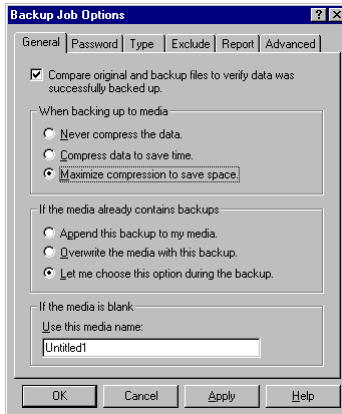 Backup Job Options
General Password Type Exclude Report Advanced
Compare original and backup files to verify data was
successfully backed up.
When backing up to media
Never compress the data.
Compress data to save time.
Maximize compression to save space.
If the media already contains backups
Append this backup to my media.
Overwrite the media with this backup.
Let me choose this option during the backup.
If the media is blank
Use this media name:
Untitled1
OK Cancel Apply Help